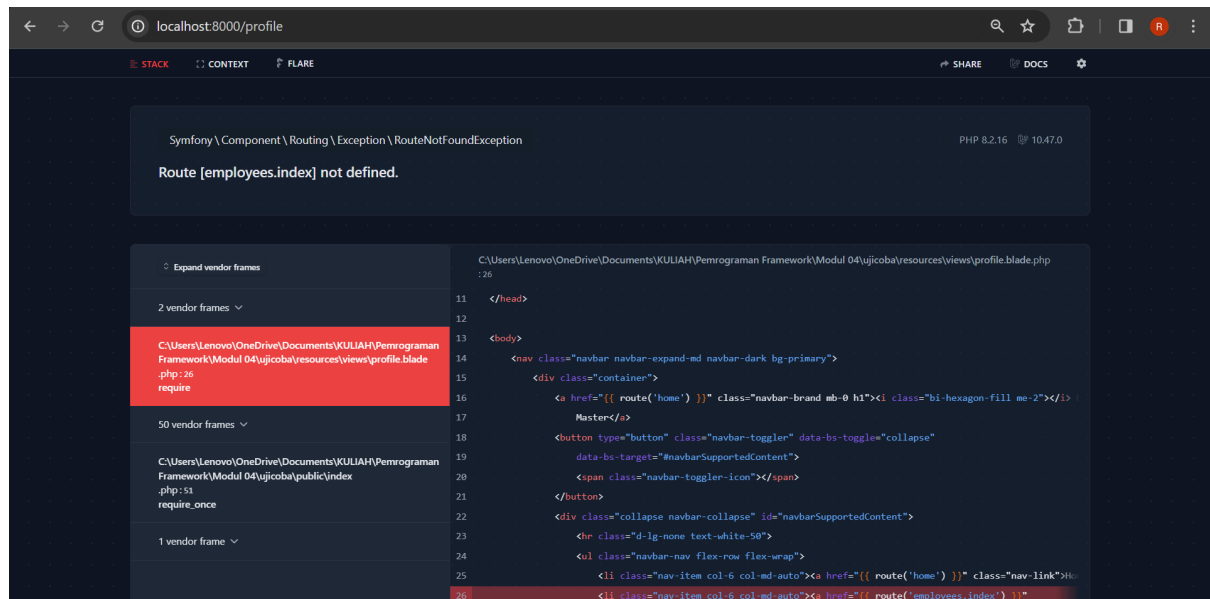 localhost:8000/profile
R
STACK CONTEXT FLARE SHARE DOCS
Symfony \ Component \ Routing \ Exception \ RouteNotFoundException PHP 8.2.16 10.47.0
Route [employees.index] not defined.
Expand vendor frames
2 vendor frames
C:\Users\Lenovo\OneDrive\Documents\KULIAH\Pemrograman
Framework\Modul 04\ujicoba\resources\views\profile.blade
.php : 26
require
50 vendor frames
C:\Users\Lenovo\OneDrive\Documents\KULIAH\Pemrograman
Framework\Modul 04\ujicoba\public\index
.php : 51
require_once
1 vendor frame
C:\Users\Lenovo\OneDrive\Documents\KULIAH\Pemrograman Framework\Modul 04\ujicoba\resources\views\profile.blade.php
: 26
11 </head>
12
13 <body>
14 <nav class="navbar navbar-expand-md navbar-dark bg-primary">
15 <div class="container">
16 <a href="{{ route('home') }}" class="navbar-brand mb-0 h1"><i class="bi-hexagon-fill me-2"></i>
17 Master</a>
18 <button type="button" class="navbar-toggler" data-bs-toggle="collapse"
19 data-bs-target="#navbarSupportedContent">
20 <span class="navbar-toggler-icon"></span>
21 </button>
22 <div class="collapse navbar-collapse" id="navbarSupportedContent">
23 <hr class="d-lg-none text-white-50">
24 <ul class="navbar-nav flex-row flex-wrap">
25 <li class="nav-item col-6 col-md-auto"><a href="{{ route('home') }}" class="nav-link">Ho
26 <li class="nav-item col-6 col-md-auto"><a href="{{ route('employees.index') }}"